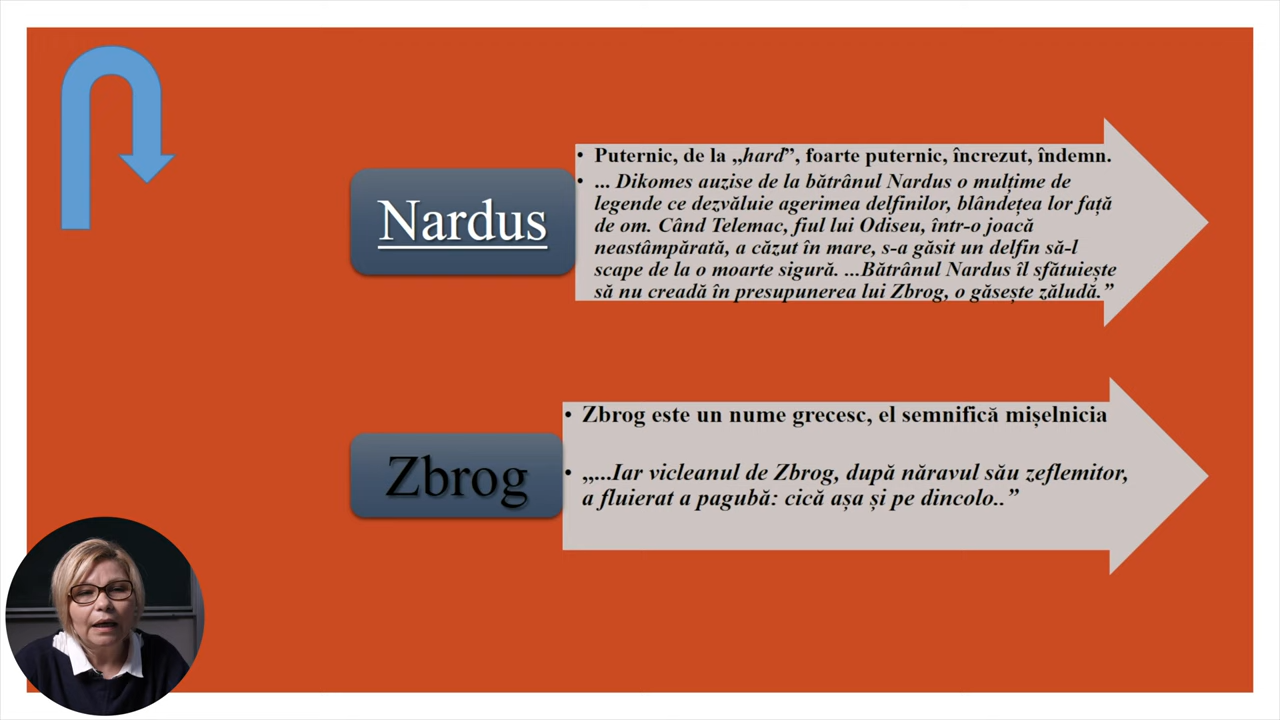 Nardus
• Puternic, de la „hard”, foarte puternic, încrezut, îndemn.
• ... Dikomes auzise de la bătrânul Nardus o mulțime de
legende ce dezvăluie agerimea delfinilor, blândețea lor față
de om. Când Telemac, fiul lui Odiseu, într-o joacă
neastâmpărată, a căzut în mare, s-a găsit un delfin să-l
scape de la o moarte sigură. ...Bătrânul Nardus îl sfătuiește
să nu creadă în presupunerea lui Zbrog, o găsește zăludă.”
Zbrog
• Zbrog este un nume grecesc, el semnifică mișelnicia
• „...Iar vicleanul de Zbrog, după năravul său zeflemitor,
a fluierat a pagubă: cică așa și pe dincolo..”